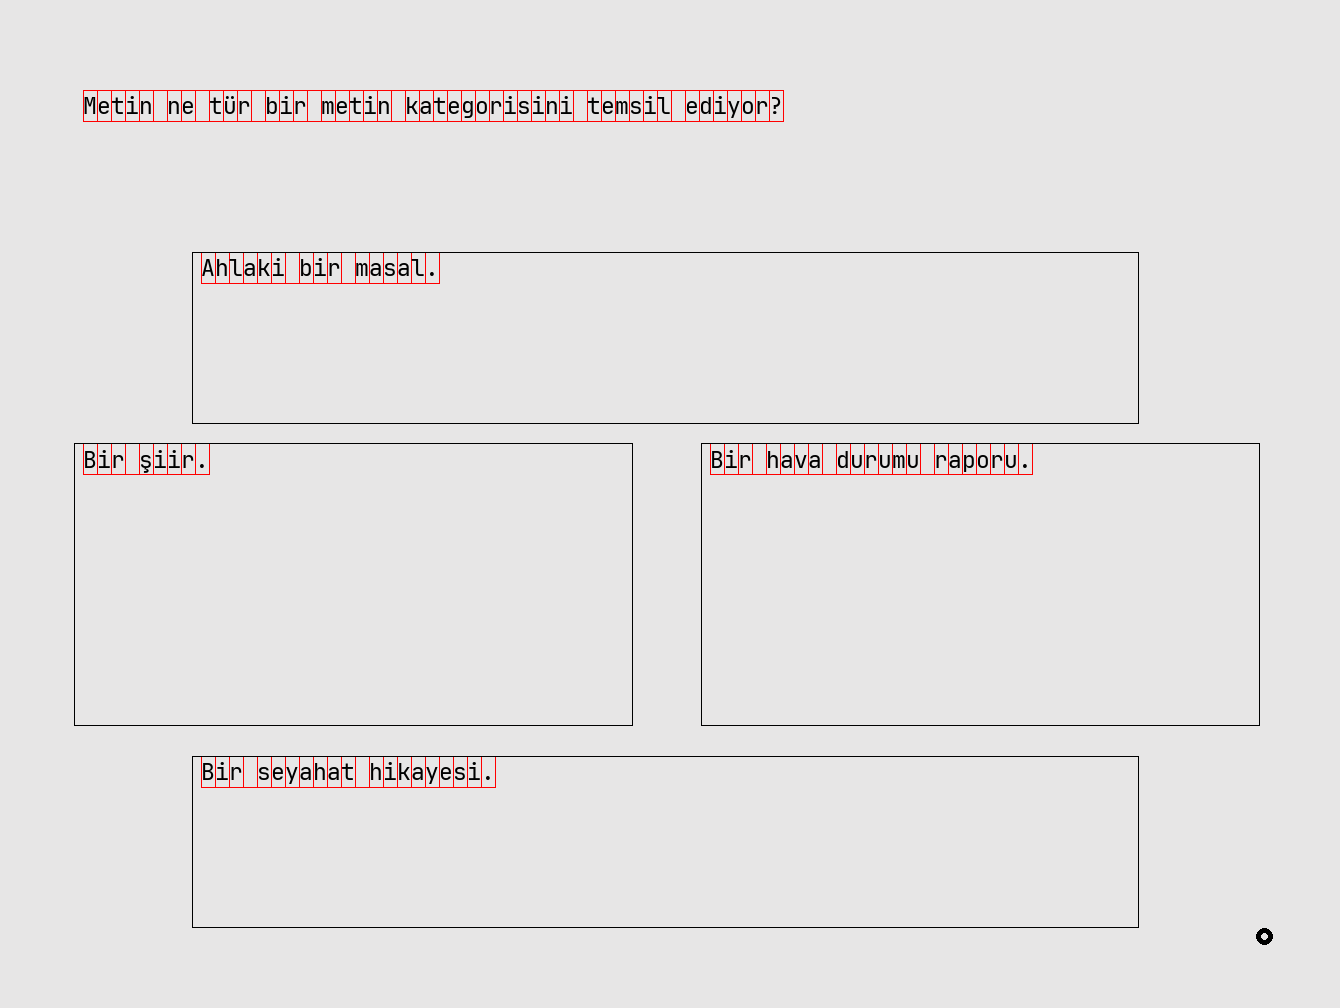 Metin ne tür bir metin kategorisini temsil ediyor?
Ahlaki bir masal.
Bir şiir.
Bir hava durumu raporu.
Bir seyahat hikayesi.